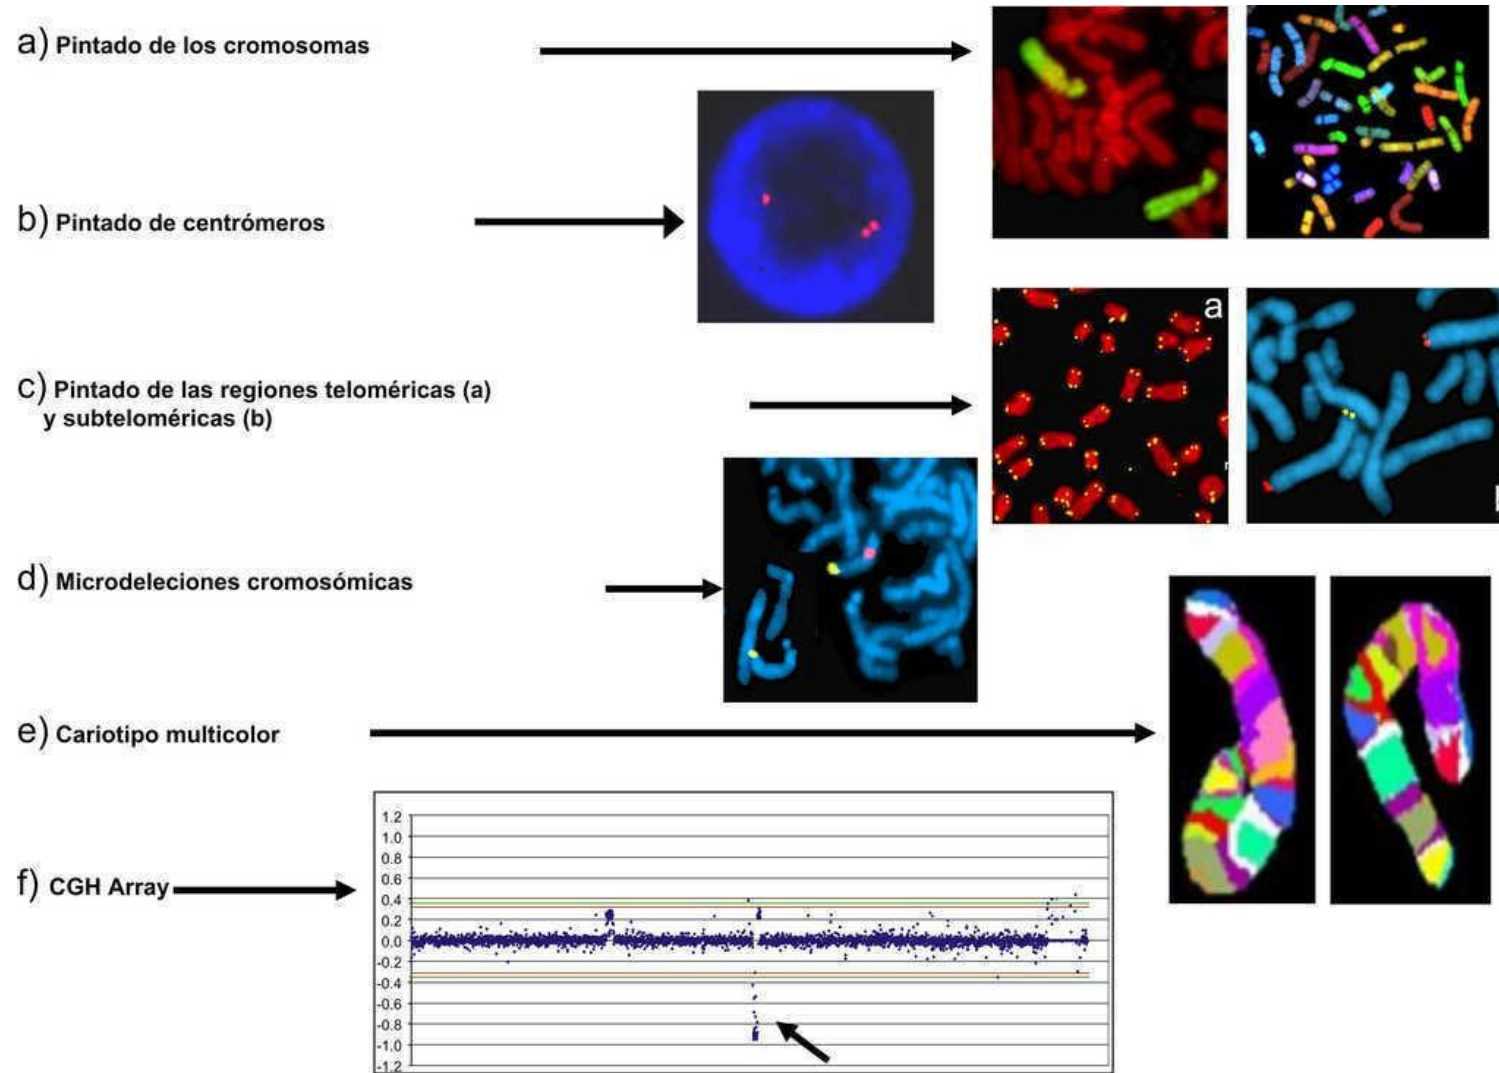 a) Pintado de los cromosomas
b) Pintado de centrómeros
a
c) Pintado de las regiones teloméricas (a)
y subteloméricas (b)
d) Microdeleciones cromosómicas
e) Cariotipo multicolor
f) CGH Array
1.2
1.0
0.8
0.6
0.4
0.2
0.0
-0.2
-0.4
-0.6
-0.8
-1.0
-1.2